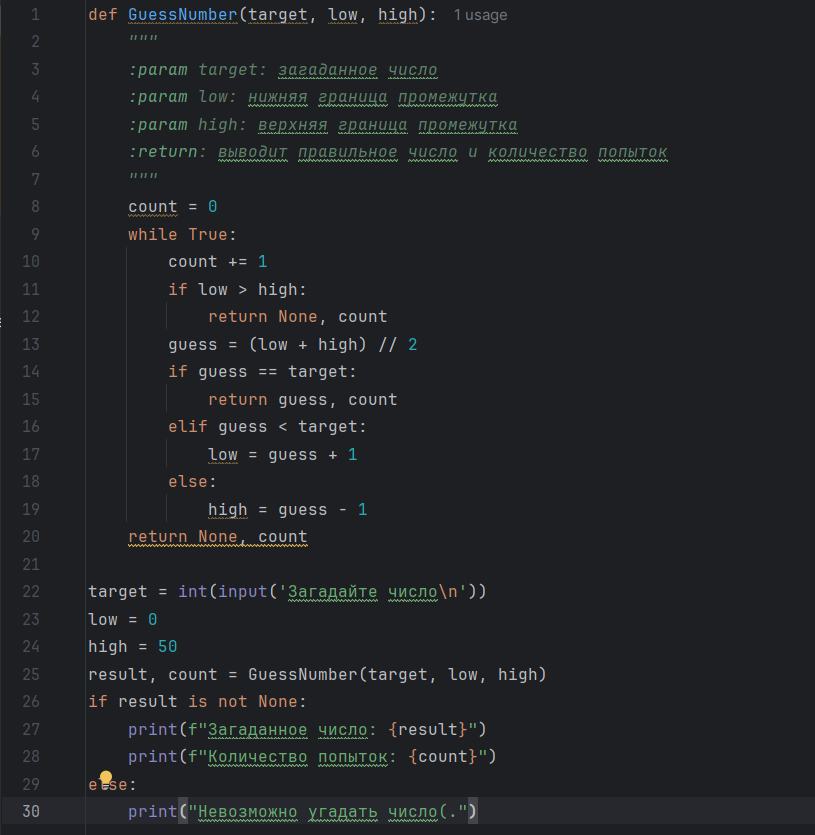 1 def GuessNumber(target, low, high): 1 usage
2     """
3     :param target: загаданное число
4     :param low: нижняя граница промежутка
5     :param high: верхняя граница промежутка
6     :return: выводит правильное число и количество попыток
7     """
8     count = 0
9     while True:
10         count += 1
11         if low > high:
12             return None, count
13         guess = (low + high) // 2
14         if guess == target:
15             return guess, count
16         elif guess < target:
17             low = guess + 1
18         else:
19             high = guess - 1
20     return None, count
21
22 target = int(input('Загадайте число\n'))
23 low = 0
24 high = 50
25 result, count = GuessNumber(target, low, high)
26 if result is not None:
27     print(f"Загаданное число: {result}")
28     print(f"Количество попыток: {count}")
29 else:
30     print("Невозможно угадать число(.")